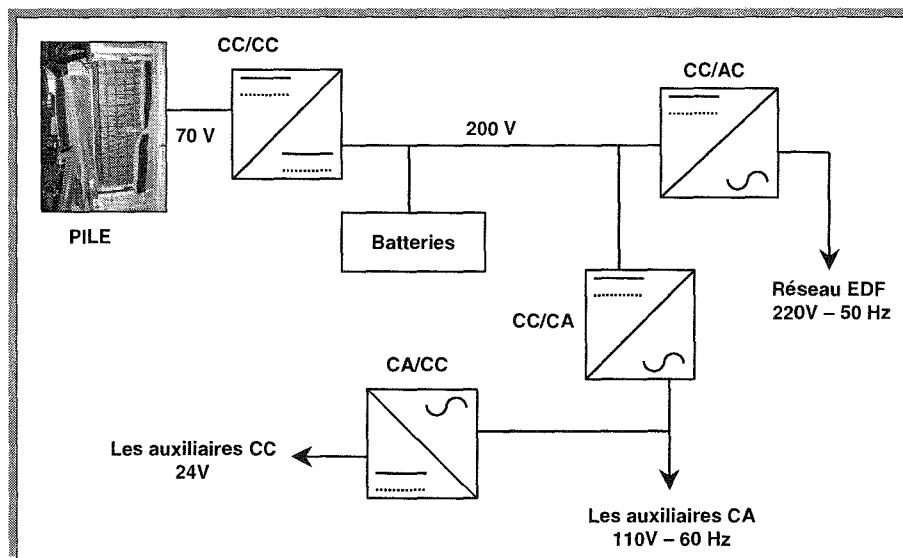 CC/CC
CC/AC
70 V
200 V
PILE
Batteries
Réseau EDF
220V – 50 Hz
CC/CA
CA/CC
Les auxiliaires CC
24V
Les auxiliaires CA
110V – 60 Hz